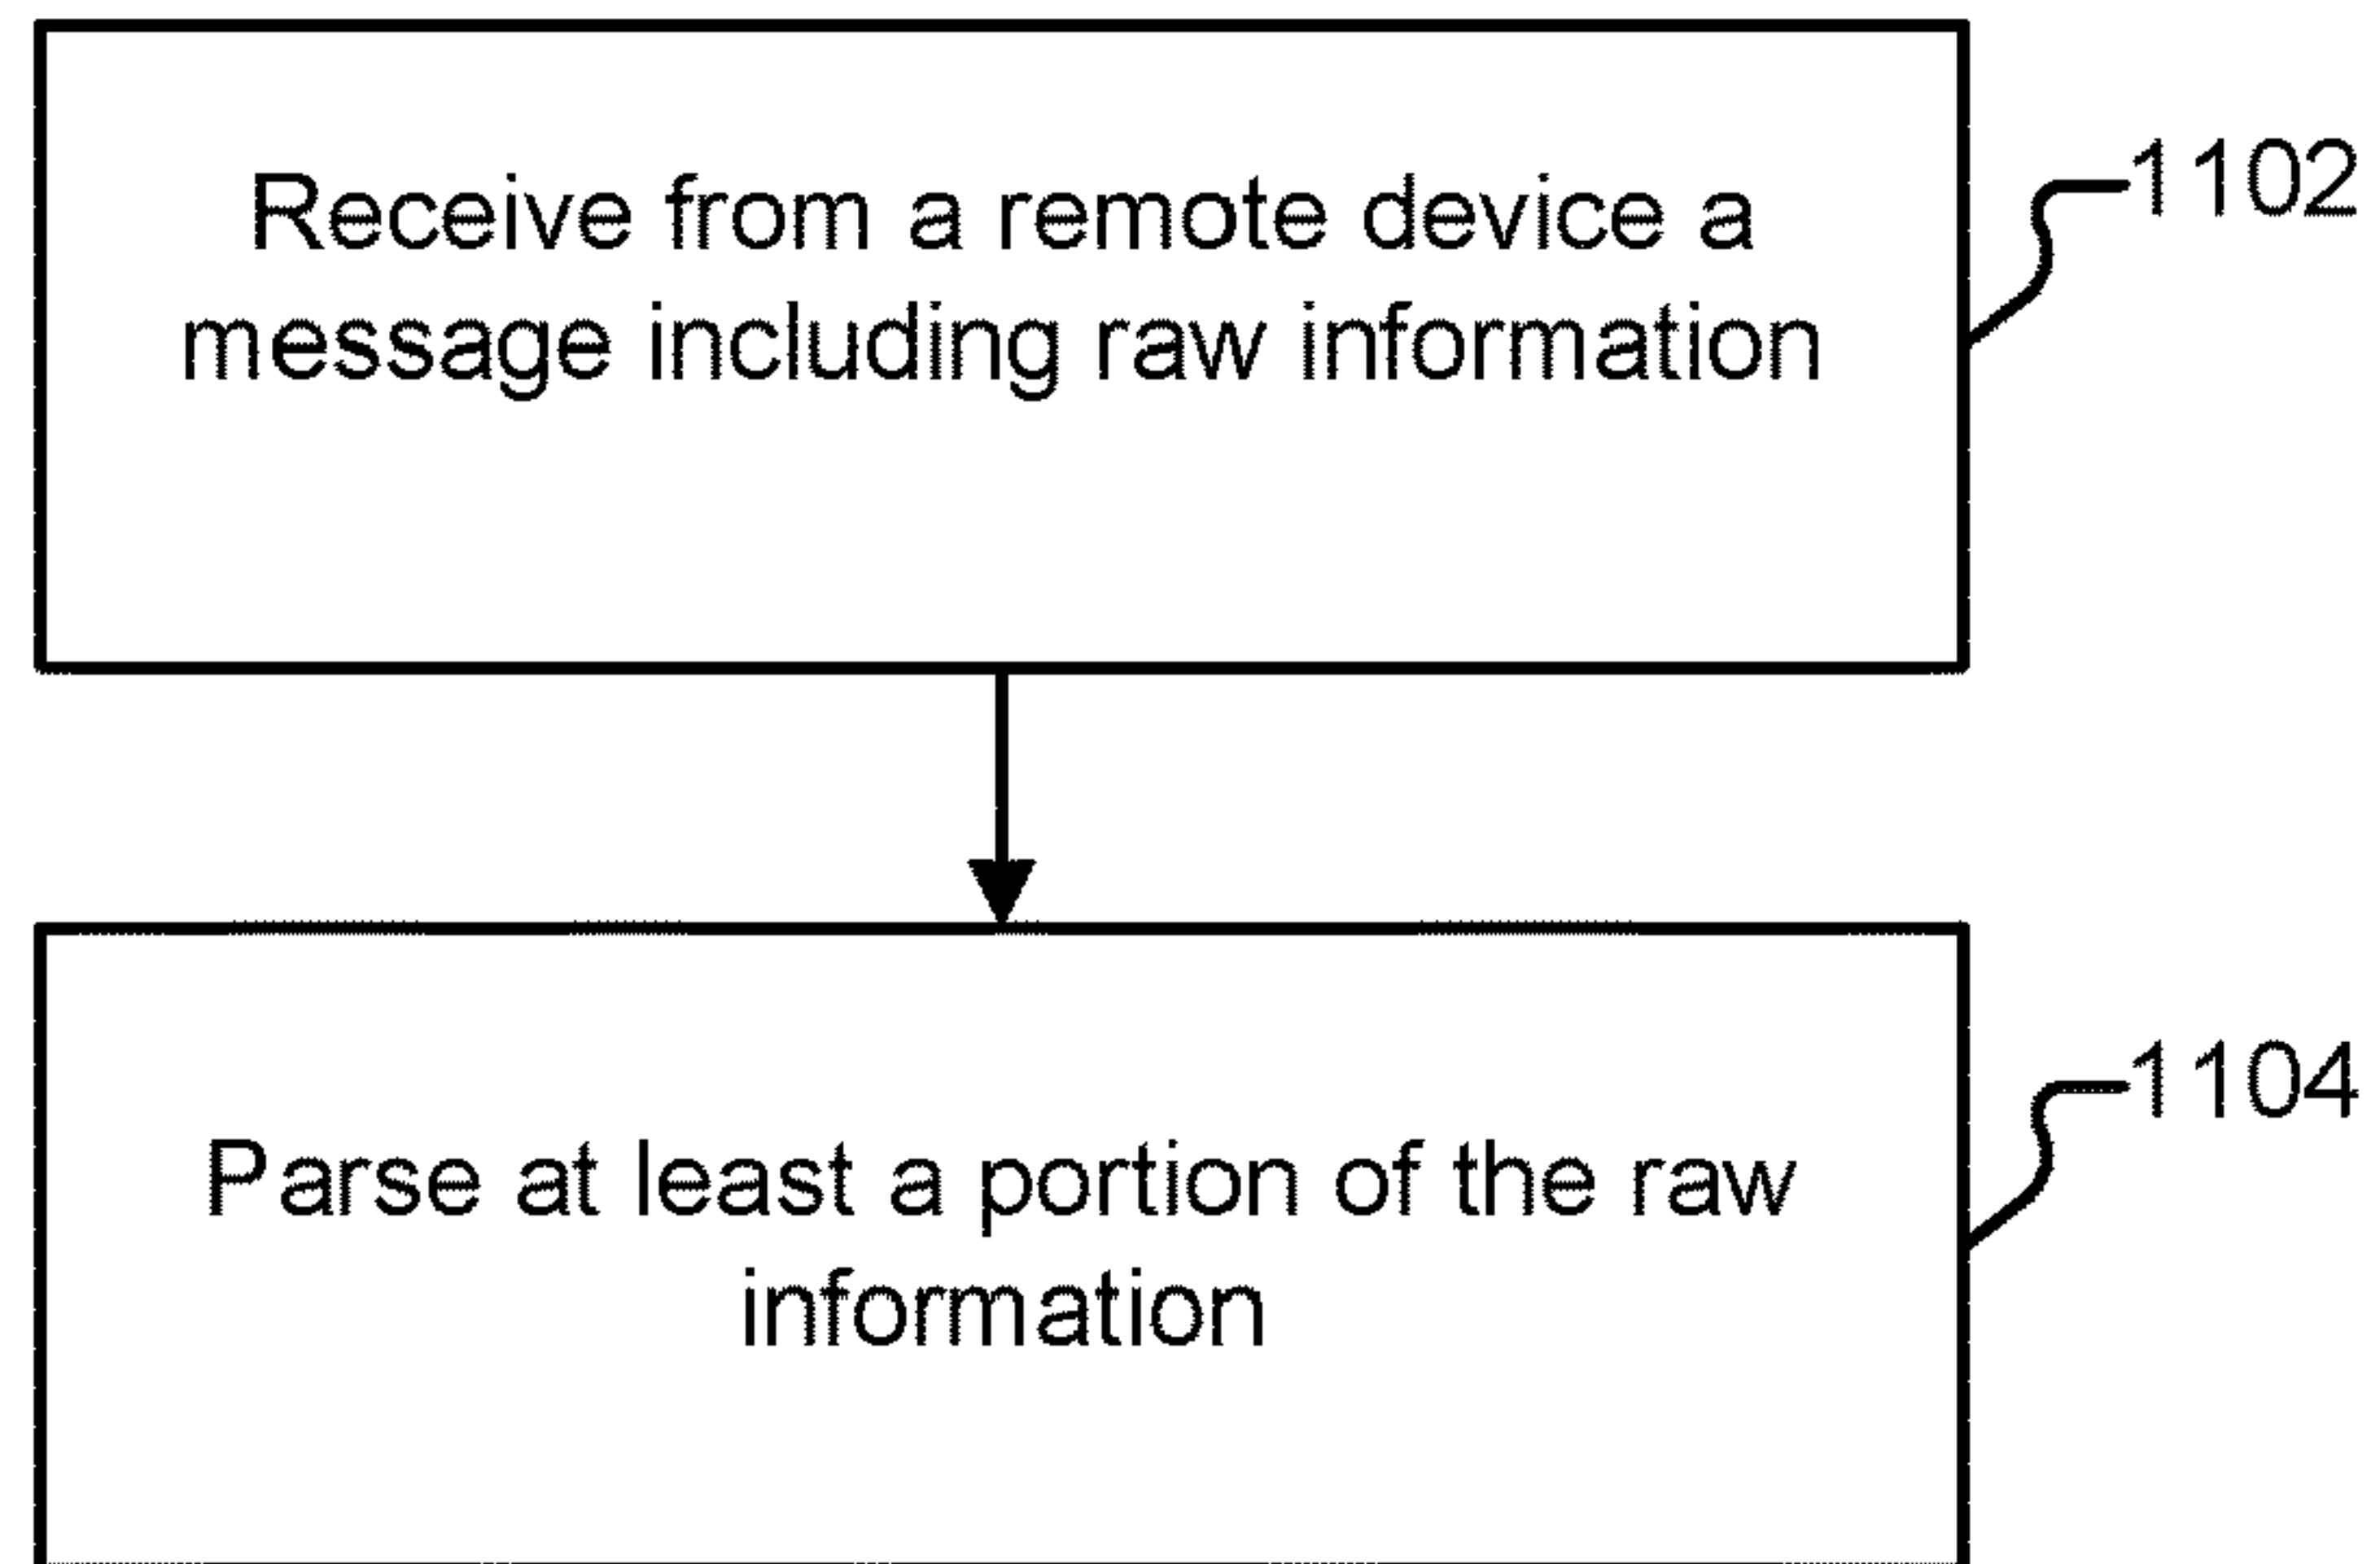 Receive from a remote device a
message including raw information
1102
Parse at least a portion of the raw
information
1104